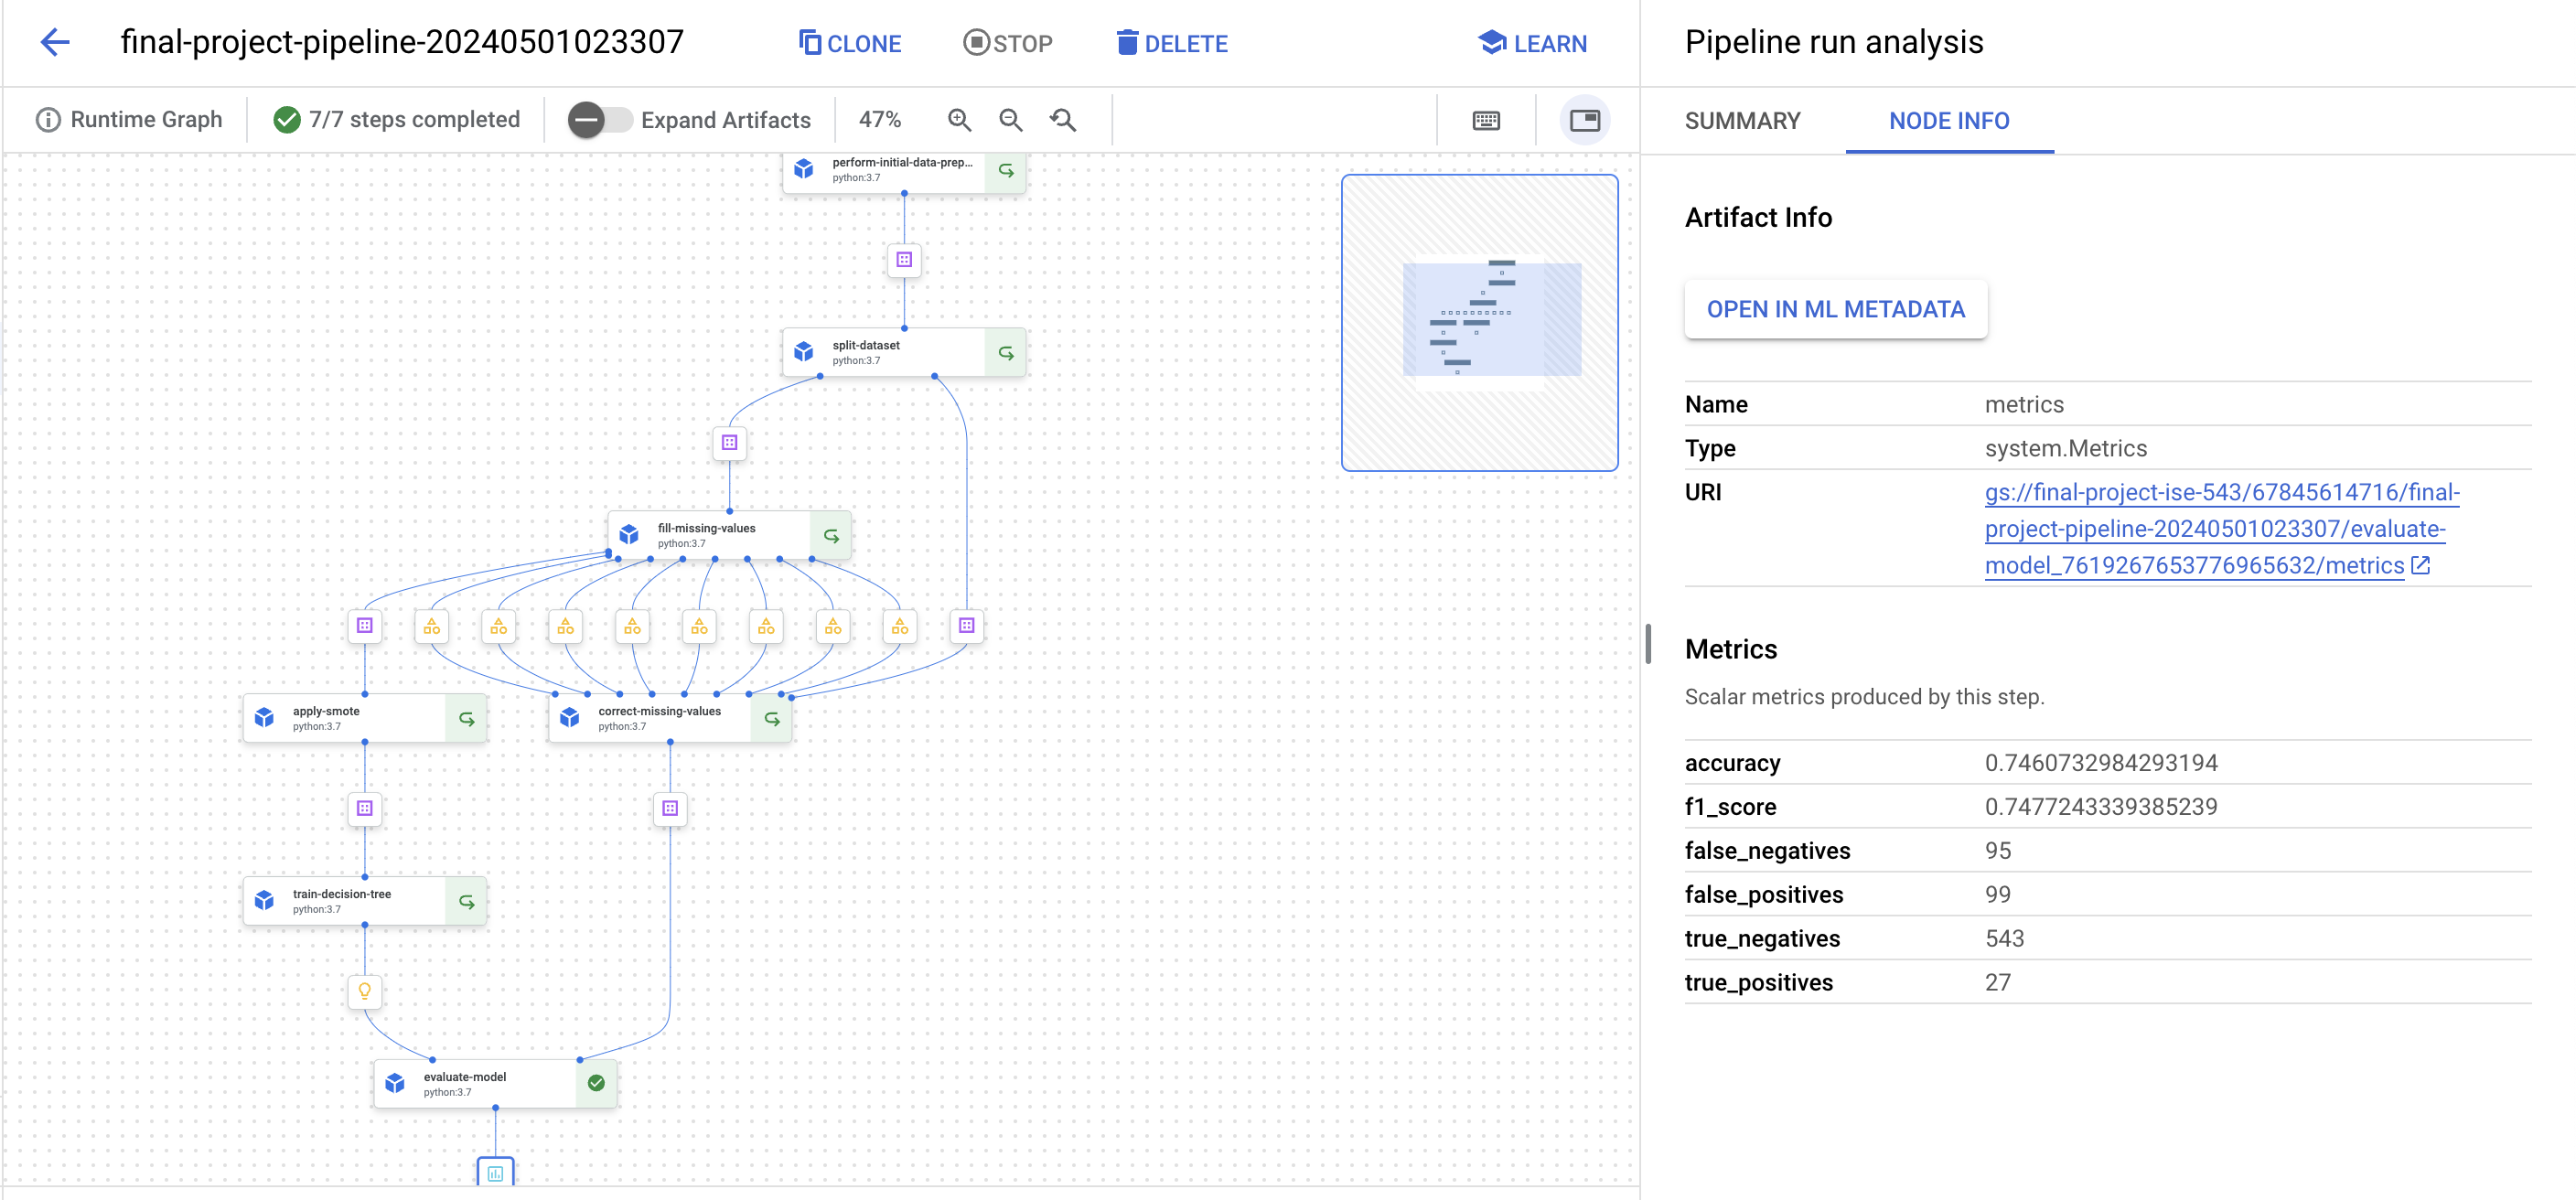 final-project-pipeline-20240501023307
CLONE
STOP
DELETE
LEARN
Runtime Graph
7/7 steps completed
Expand Artifacts
47%
perform-initial-data-prep...
python:3.7
split-dataset
python:3.7
fill-missing-values
python:3.7
apply-smote
python:3.7
correct-missing-values
python:3.7
train-decision-tree
python:3.7
evaluate-model
python:3.7
Pipeline run analysis
SUMMARY
NODE INFO
Artifact Info
OPEN IN ML METADATA
Name metrics
Type system.Metrics
URI gs://final-project-ise-543/67845614716/final-
project-pipeline-20240501023307/evaluate-
model_7619267653776965632/metrics
Metrics
Scalar metrics produced by this step.
accuracy 0.7460732984293194
f1_score 0.7477243339385239
false_negatives 95
false_positives 99
true_negatives 543
true_positives 27